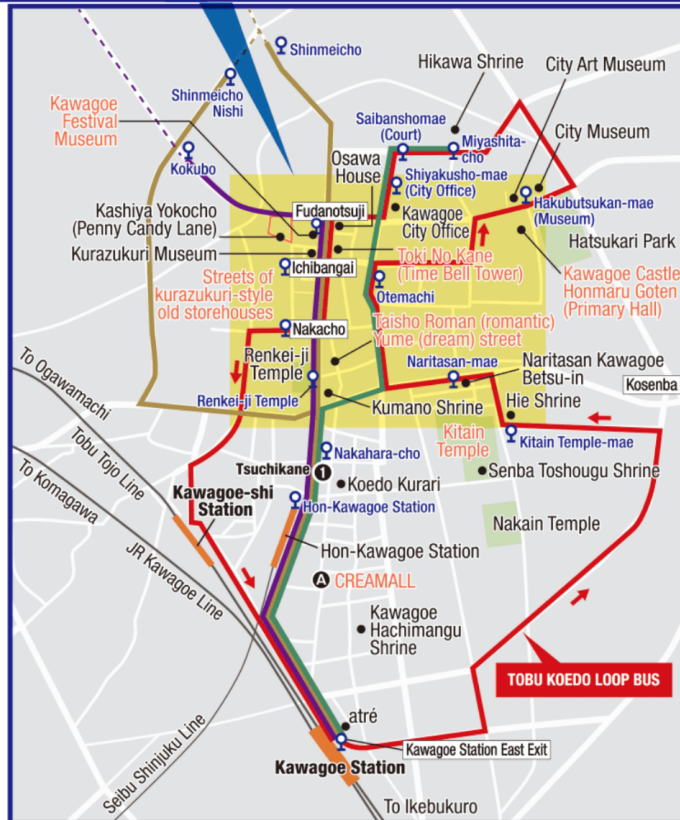 Shinmeicho
Shinmeicho
Nishi
Hikawa Shrine
City Art Museum
Kawagoe
Festival
Museum
Saibanshomae
(Court)
Miyashita-
cho
City Museum
Kokubo
Osawa
House
Shiyakusho-mae
(City Office)
Hakubutsukan-mae
(Museum)
Kashiya Yokocho
(Penny Candy Lane)
Fudanotsuji
Kawagoe
City Office
Hatsukari Park
Kurazukuri Museum
Ichibangai
Toki No Kane
(Time Bell Tower)
Kawagoe Castle
Honmaru Goten
(Primary Hall)
Streets of
kurazukuri-style
old storehouses
Otemachi
Nakacho
Taisho Roman (romantic)
Yume (dream) street
Renkei-ji
Temple
Naritasan-mae
Naritasan Kawagoe
Betsu-in
To Ogawamachi
Renkei-ji Temple
Kumano Shrine
Hie Shrine
Kosenba
Kitain
Temple
Kitain Temple-mae
Tobu Tojo Line
Nakahara-cho
Tsuchikane
1
Senba Toshougu Shrine
To Komagawa
Kawagoe-shi
Station
Koedo Kurari
Hon-Kawagoe Station
Nakain Temple
JR Kawagoe Line
Hon-Kawagoe Station
A
CREAMALL
Kawagoe
Hachimangu
Shrine
TOBU KOEDO LOOP BUS
atré
Seibu Shinjuku Line
Kawagoe Station East Exit
Kawagoe Station
To Ikebukuro